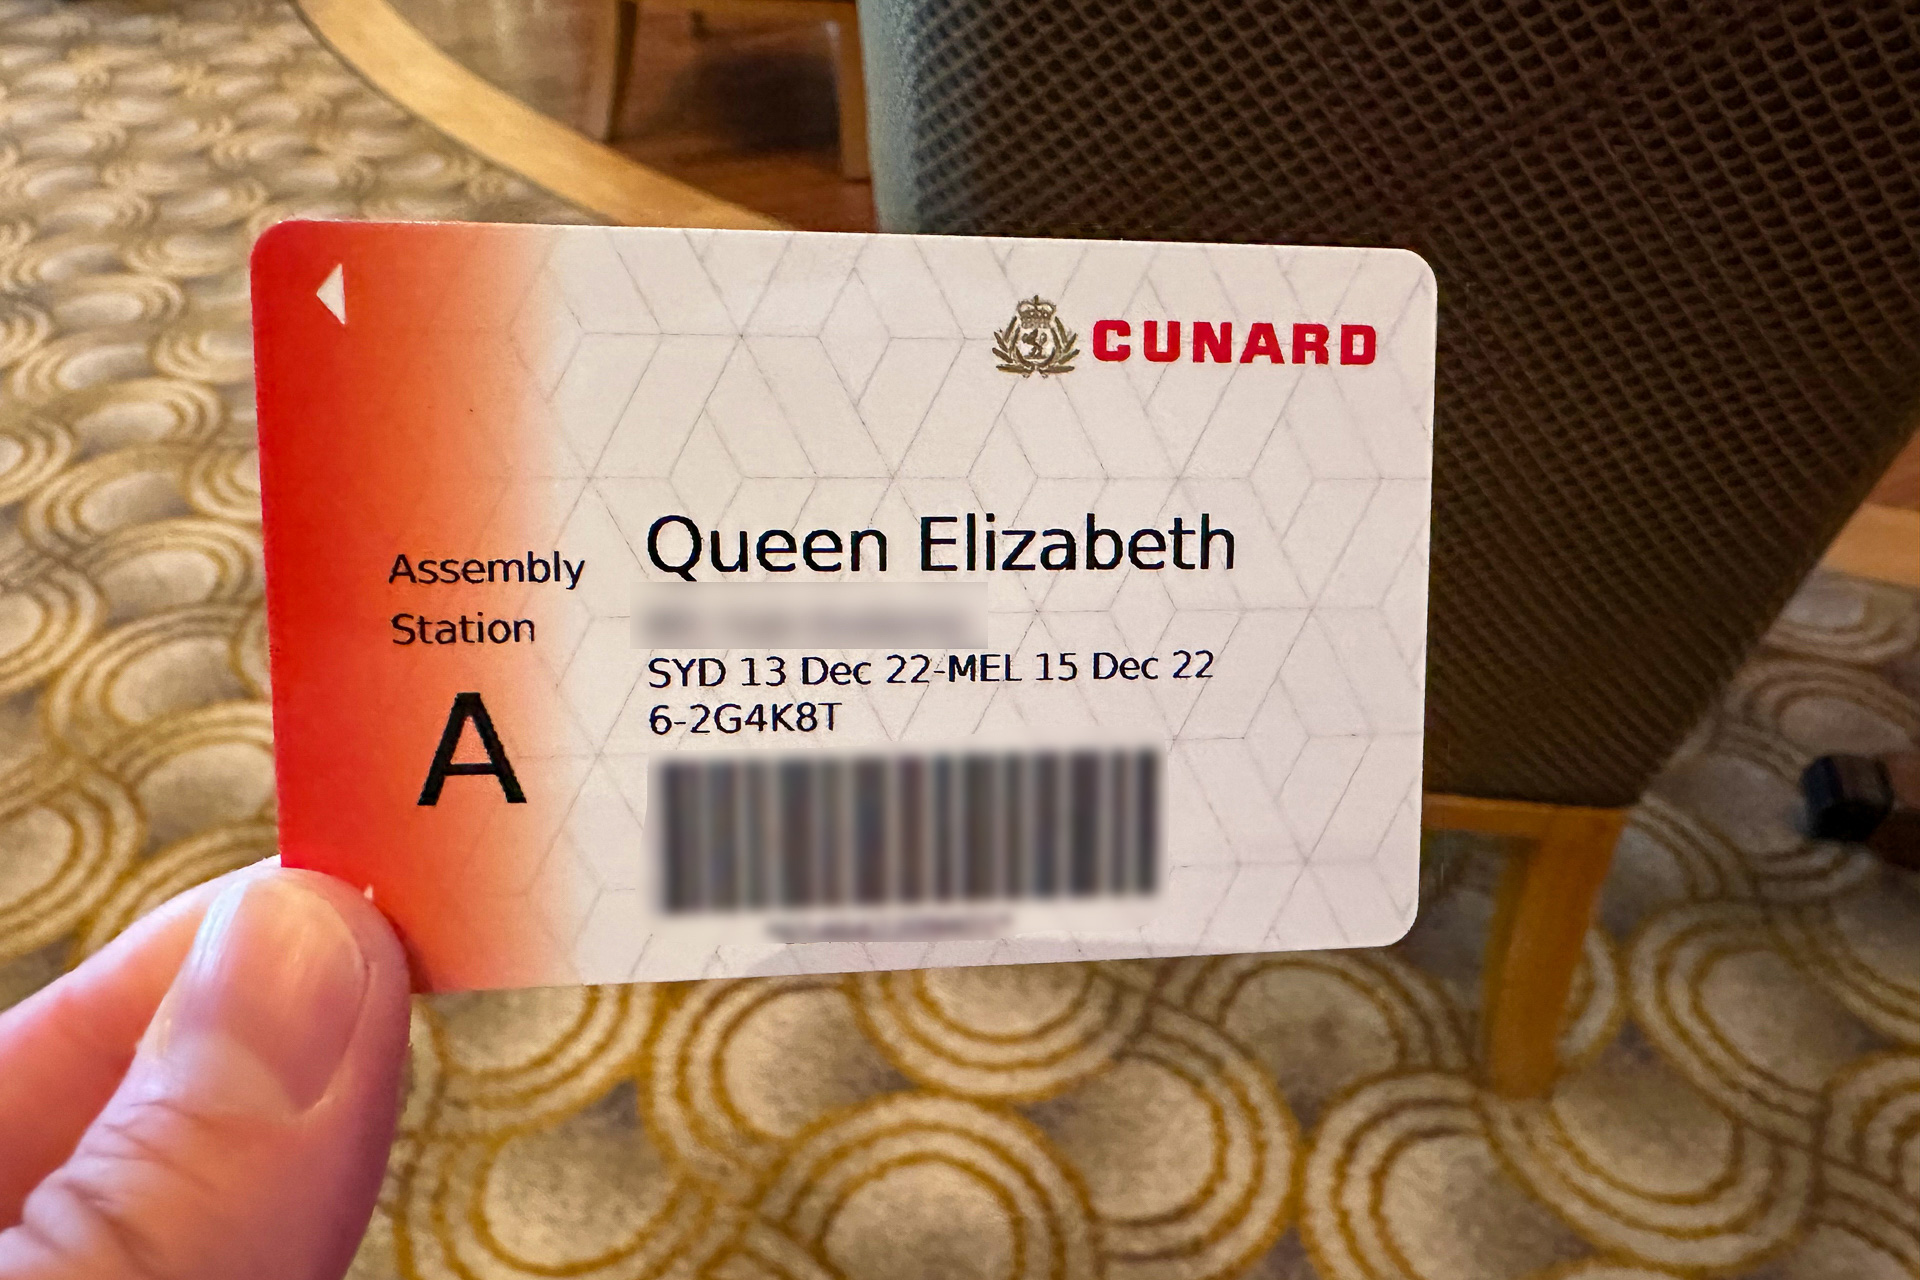 CUNARD
Assembly
Station
A
Queen Elizabeth
SYD 13 Dec 22-MEL 15 Dec 22
6-2G4K8T